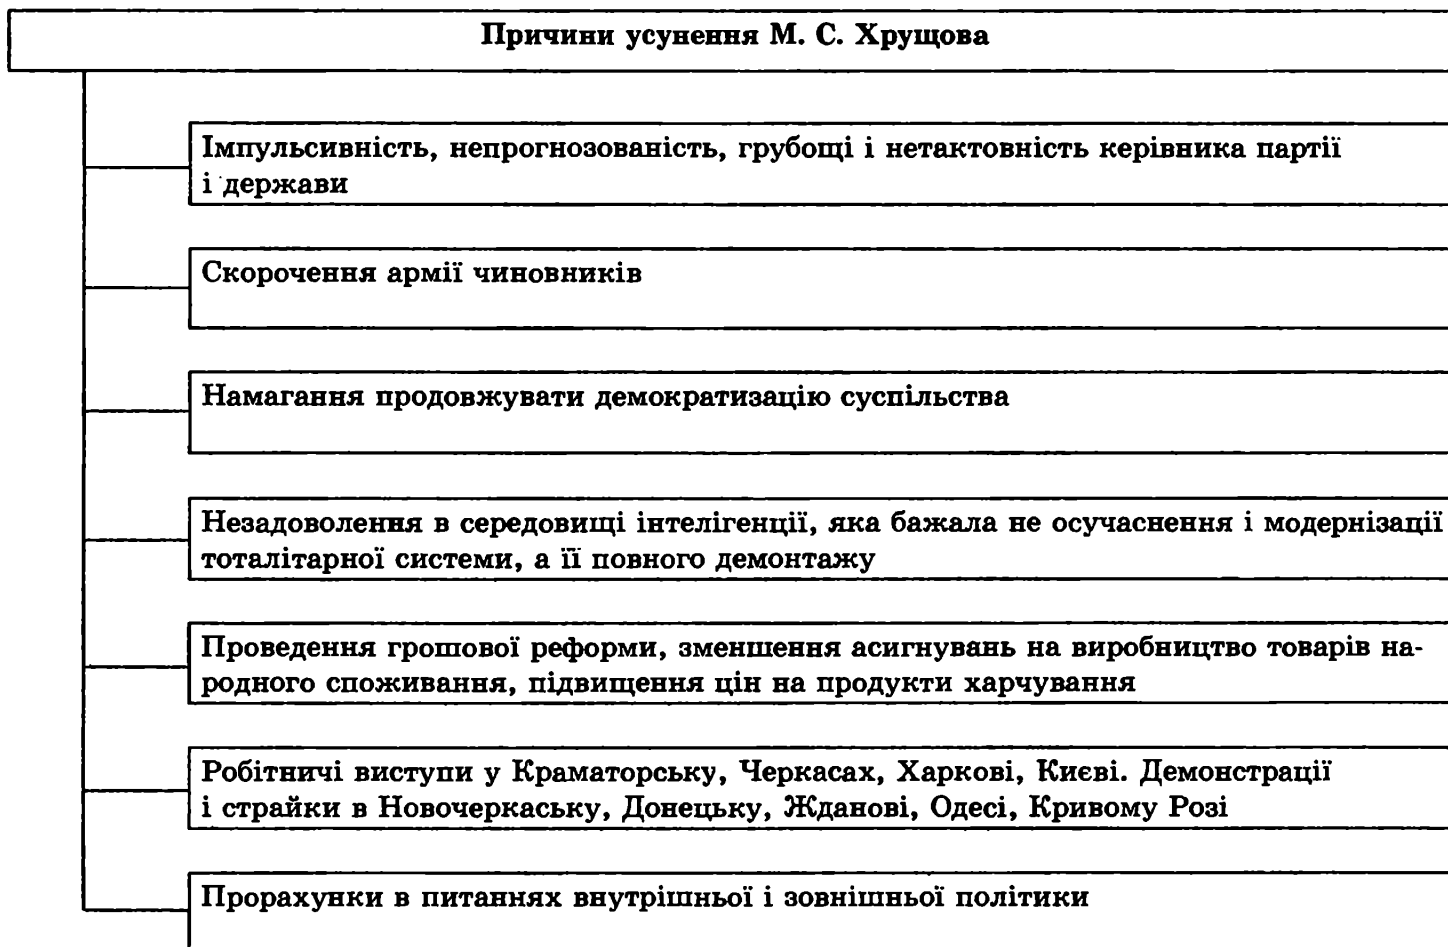 Причини усунення М. С. Хрущова
Імпульсивність, непрогнозованість, грубощі і нетактовність керівника партії
і держави
Скорочення армії чиновників
Намагання продовжувати демократизацію суспільства
Незадоволення в середовищі інтелігенції, яка бажала не осучаснення і модернізації
тоталітарної системи, а її повного демонтажу
Проведення грошової реформи, зменшення асигнувань на виробництво товарів на-
родного споживання, підвищення цін на продукти харчування
Робітничі виступи у Краматорську, Черкасах, Харкові, Києві. Демонстрації
і страйки в Новочеркаську, Донецьку, Жданові, Одесі, Кривому Розі
Прорахунки в питаннях внутрішньої і зовнішньої політики